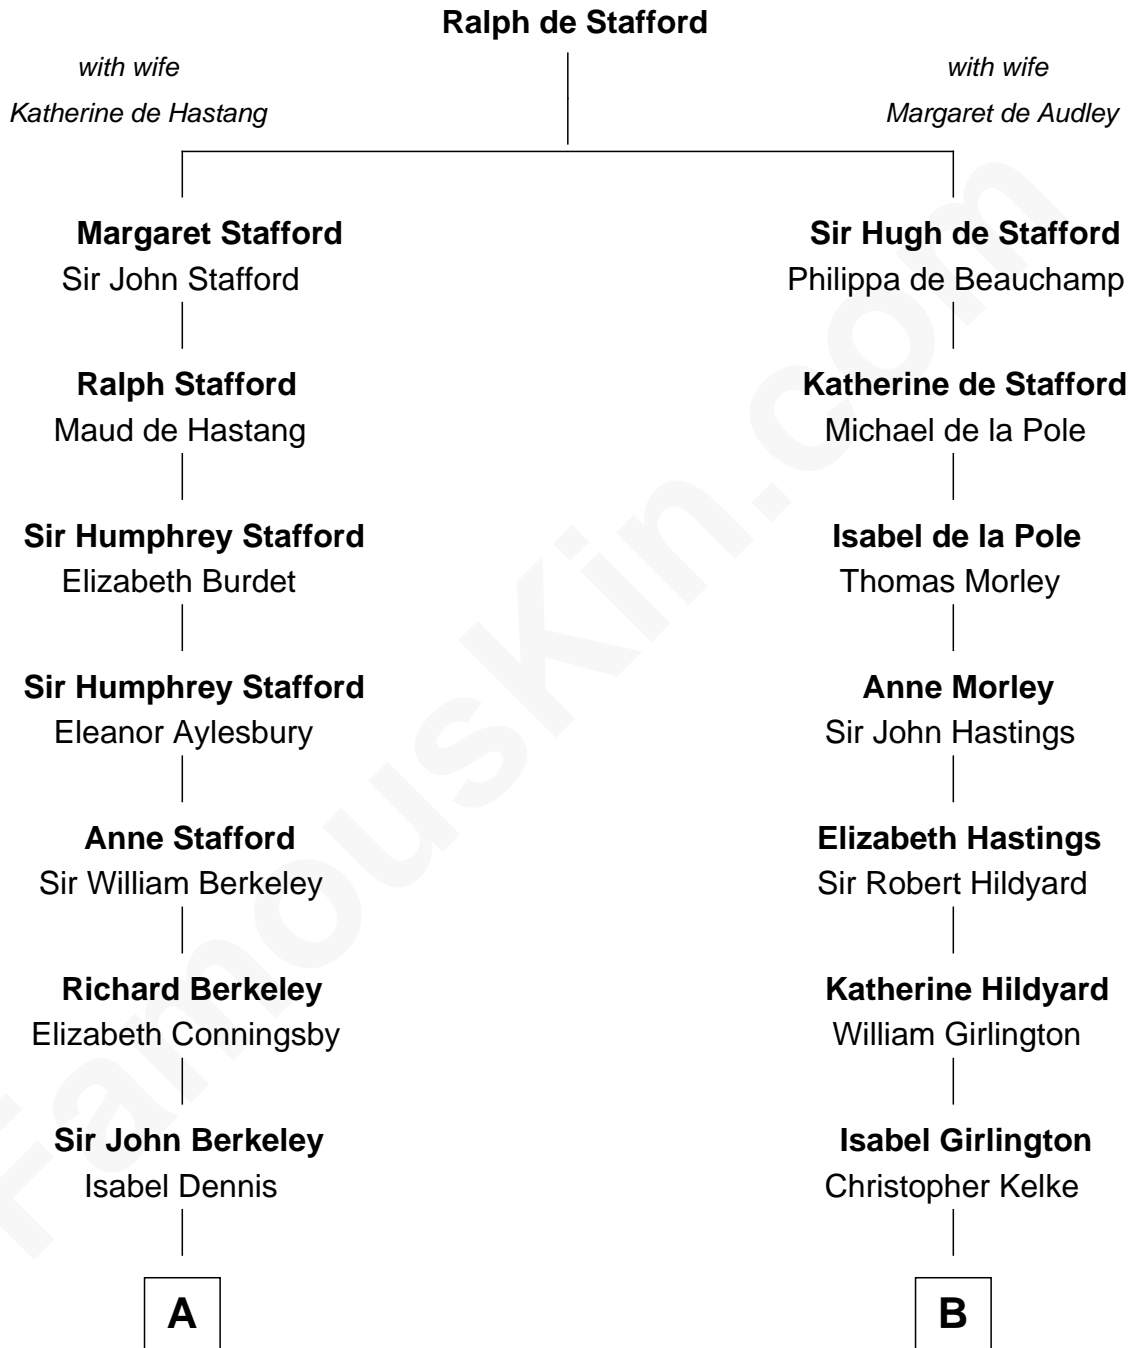 Ralph de Stafford
with wife
Katherine de Hastang
with wife
Margaret de Audley
Margaret Stafford
Sir John Stafford
Sir Hugh de Stafford
Philippa de Beauchamp
Ralph Stafford
Maud de Hastang
Katherine de Stafford
Michael de la Pole
Sir Humphrey Stafford
Elizabeth Burdet
Isabel de la Pole
Thomas Morley
Sir Humphrey Stafford
Eleanor Aylesbury
Anne Morley
Sir John Hastings
Anne Stafford
Sir William Berkeley
Elizabeth Hastings
Sir Robert Hildyard
Richard Berkeley
Elizabeth Conningsby
Katherine Hildyard
William Girlington
Sir John Berkeley
Isabel Dennis
Isabel Girlington
Christopher Kelke
A
B
FamousKin.com